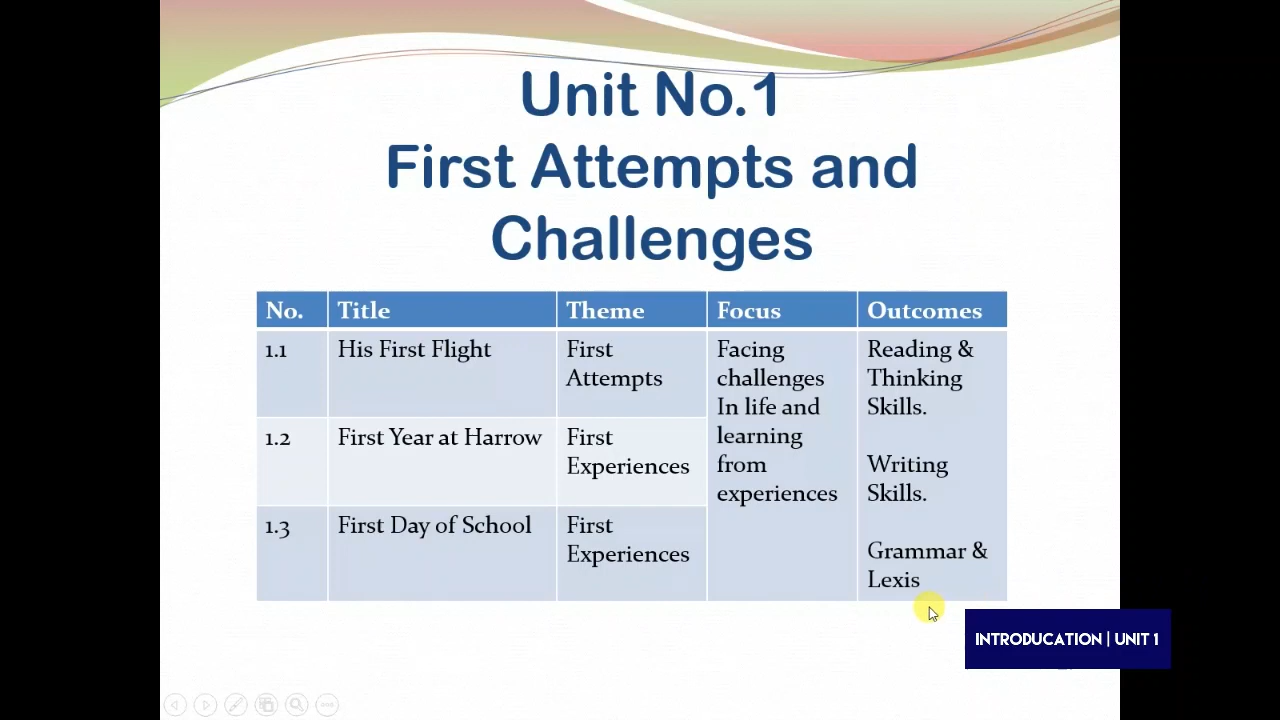 Unit No.1
First Attempts and
Challenges
No. Title Theme Focus Outcomes
1.1 His First Flight First Attempts
1.2 First Year at Harrow First Experiences
1.3 First Day of School First Experiences
Facing
challenges
In life and
learning
from
experiences
Reading &
Thinking
Skills.
Writing
Skills.
Grammar &
Lexis
INTRODUCATION | UNIT 1